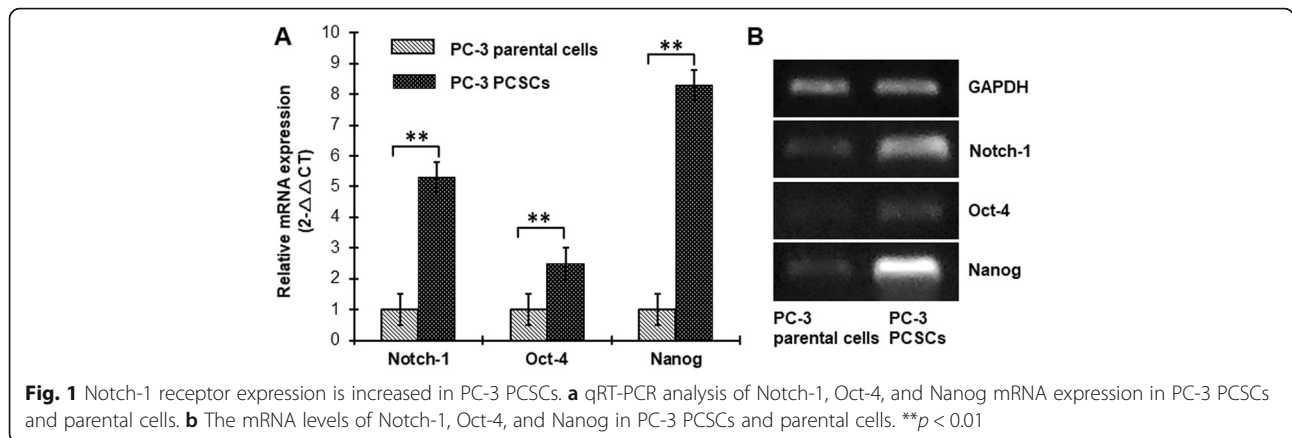 A
10
9
8
7
6
5
4
3
2
1
0
Relative mRNA expression
(2-△△CT)
PC-3 parental cells
PC-3 PCSCs
**
**
**
Notch-1 Oct-4 Nanog
B
GAPDH
Notch-1
Oct-4
Nanog
PC-3 PC-3
parental cells PCSCs
Fig. 1 Notch-1 receptor expression is increased in PC-3 PCSCs. a qRT-PCR analysis of Notch-1, Oct-4, and Nanog mRNA expression in PC-3 PCSCs
and parental cells. b The mRNA levels of Notch-1, Oct-4, and Nanog in PC-3 PCSCs and parental cells. **p < 0.01